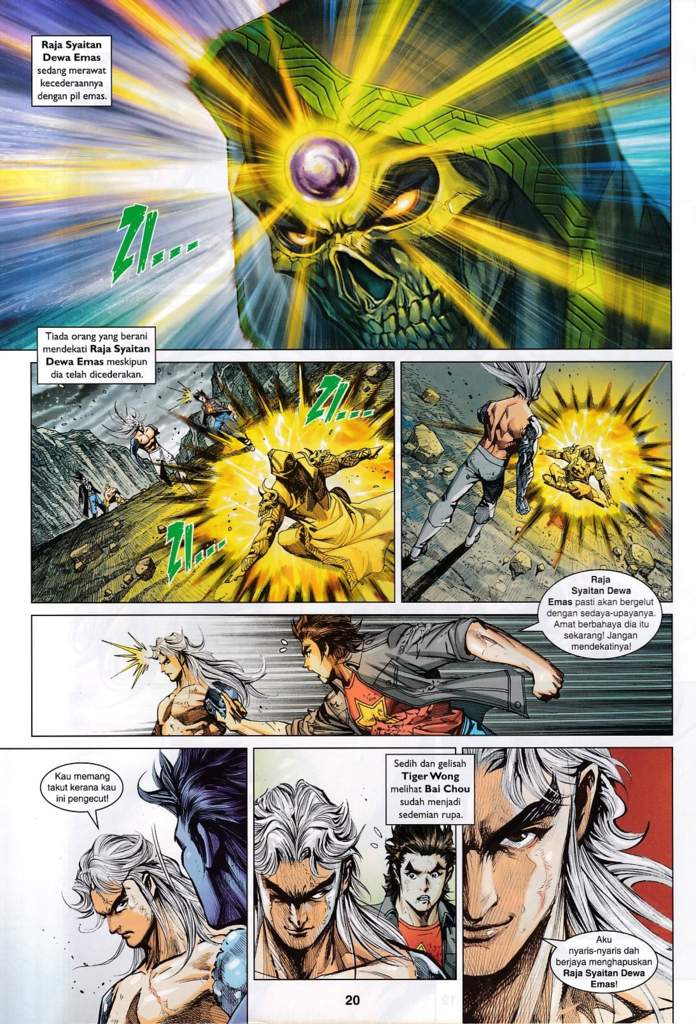 Raja Syaitan
Dewa Emas
sedang merawat
kecederaannya
dengan pil emas.
ZI...
Tiada orang yang berani
mendekati Raja Syaitan
Dewa Emas meskipun
dia telah dicederakan.
ZI...
ZI...
Raja
Syaitan Dewa
Emas pasti akan bergelut
dengan sedaya-upayanya.
Amat berbahaya dia itu
sekarang! Jangan
mendekatinya!
Kau memang
takut kerana kau
ini pengecut!
Sedih dan gelisah
Tiger Wong
melihat Bai Chou
sudah menjadi
sedemian rupa.
Aku
nyaris-nyaris dah
berjaya menghapuskan
Raja Syaitan Dewa
Emas!
20